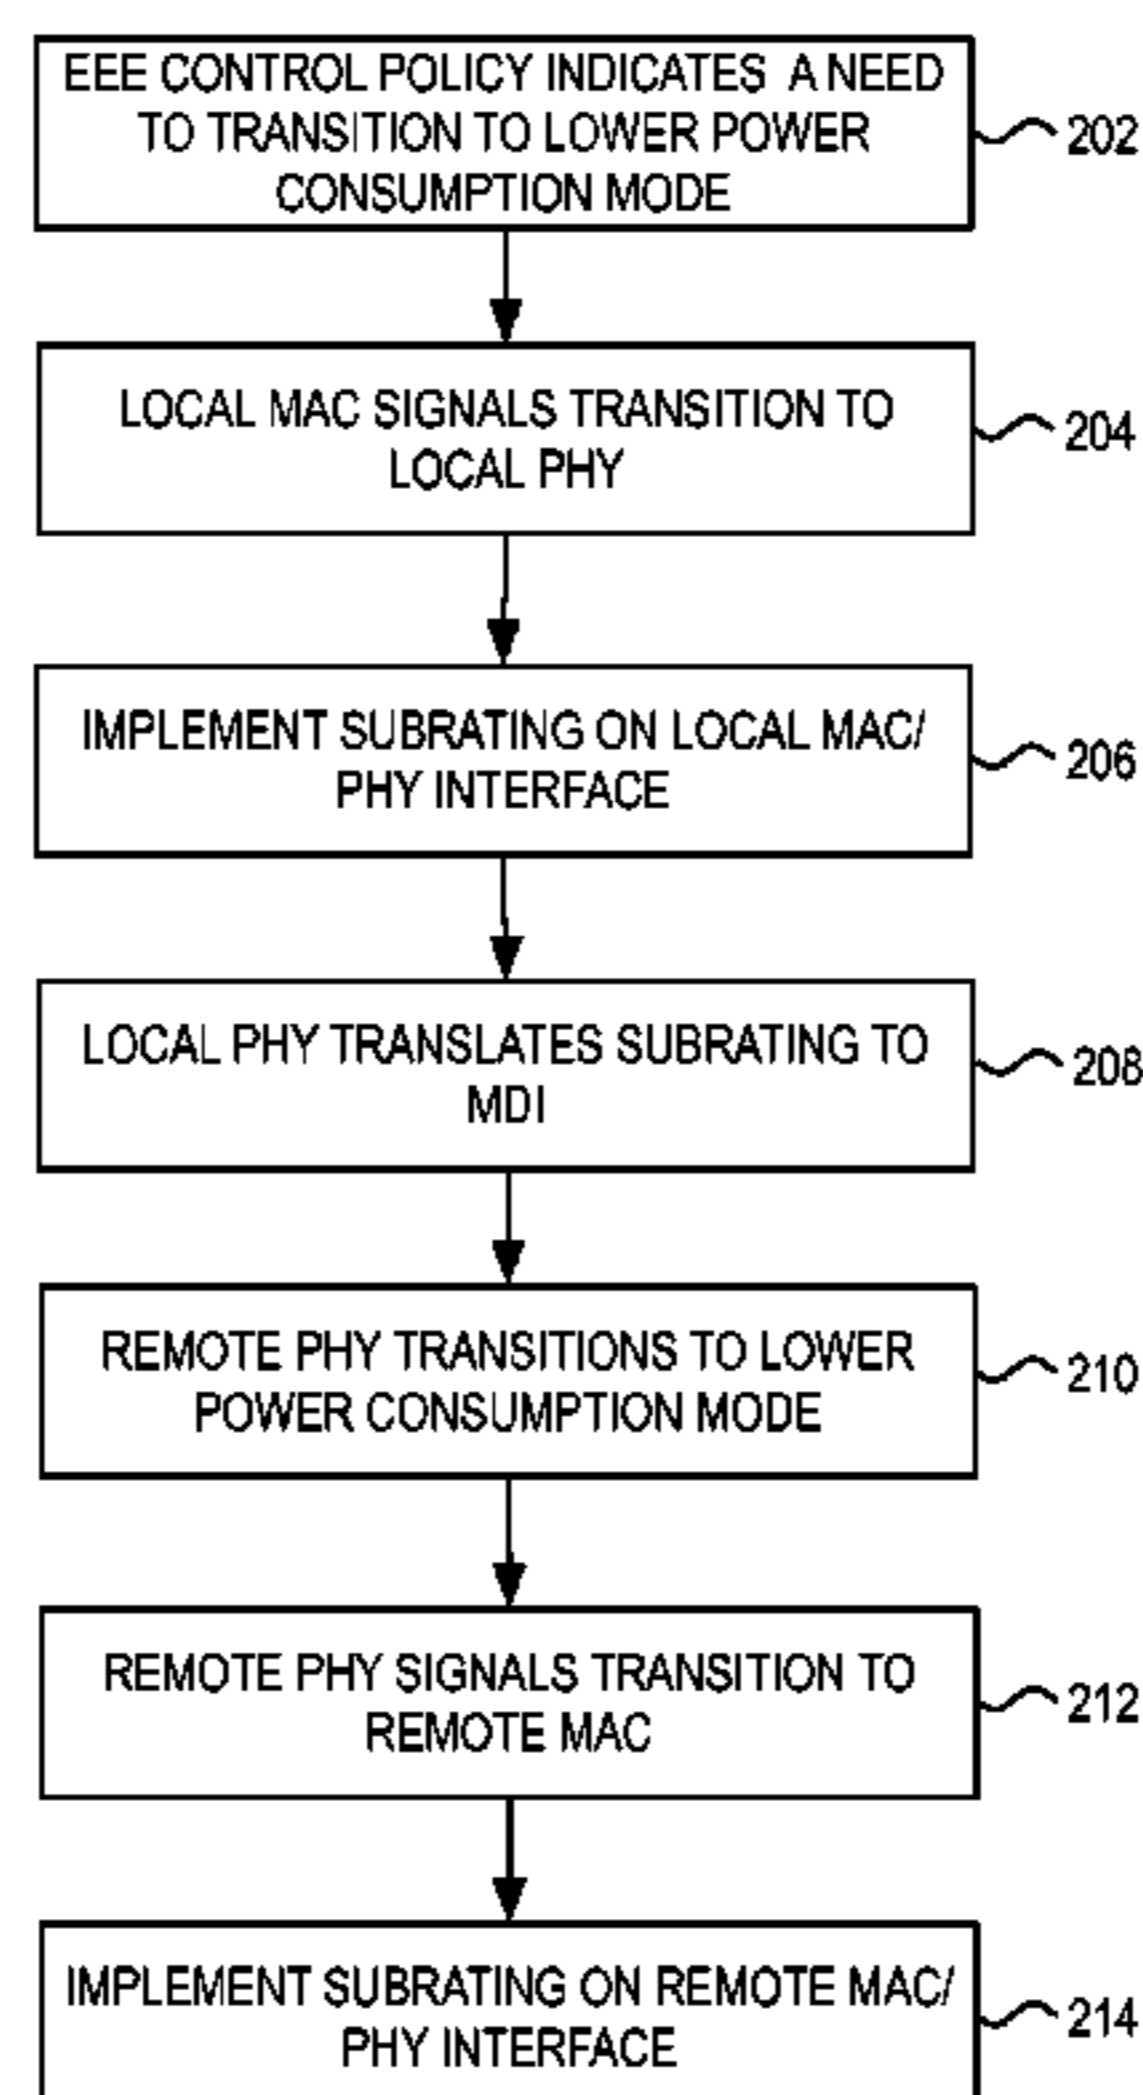 EEE CONTROL POLICY INDICATES A NEED
TO TRANSITION TO LOWER POWER
CONSUMPTION MODE
202
LOCAL MAC SIGNALS TRANSITION TO
LOCAL PHY
204
IMPLEMENT SUBRATING ON LOCAL MAC/
PHY INTERFACE
206
LOCAL PHY TRANSLATES SUBRATING TO
MDI
208
REMOTE PHY TRANSITIONS TO LOWER
POWER CONSUMPTION MODE
210
REMOTE PHY SIGNALS TRANSITION TO
REMOTE MAC
212
IMPLEMENT SUBRATING ON REMOTE MAC/
PHY INTERFACE
214